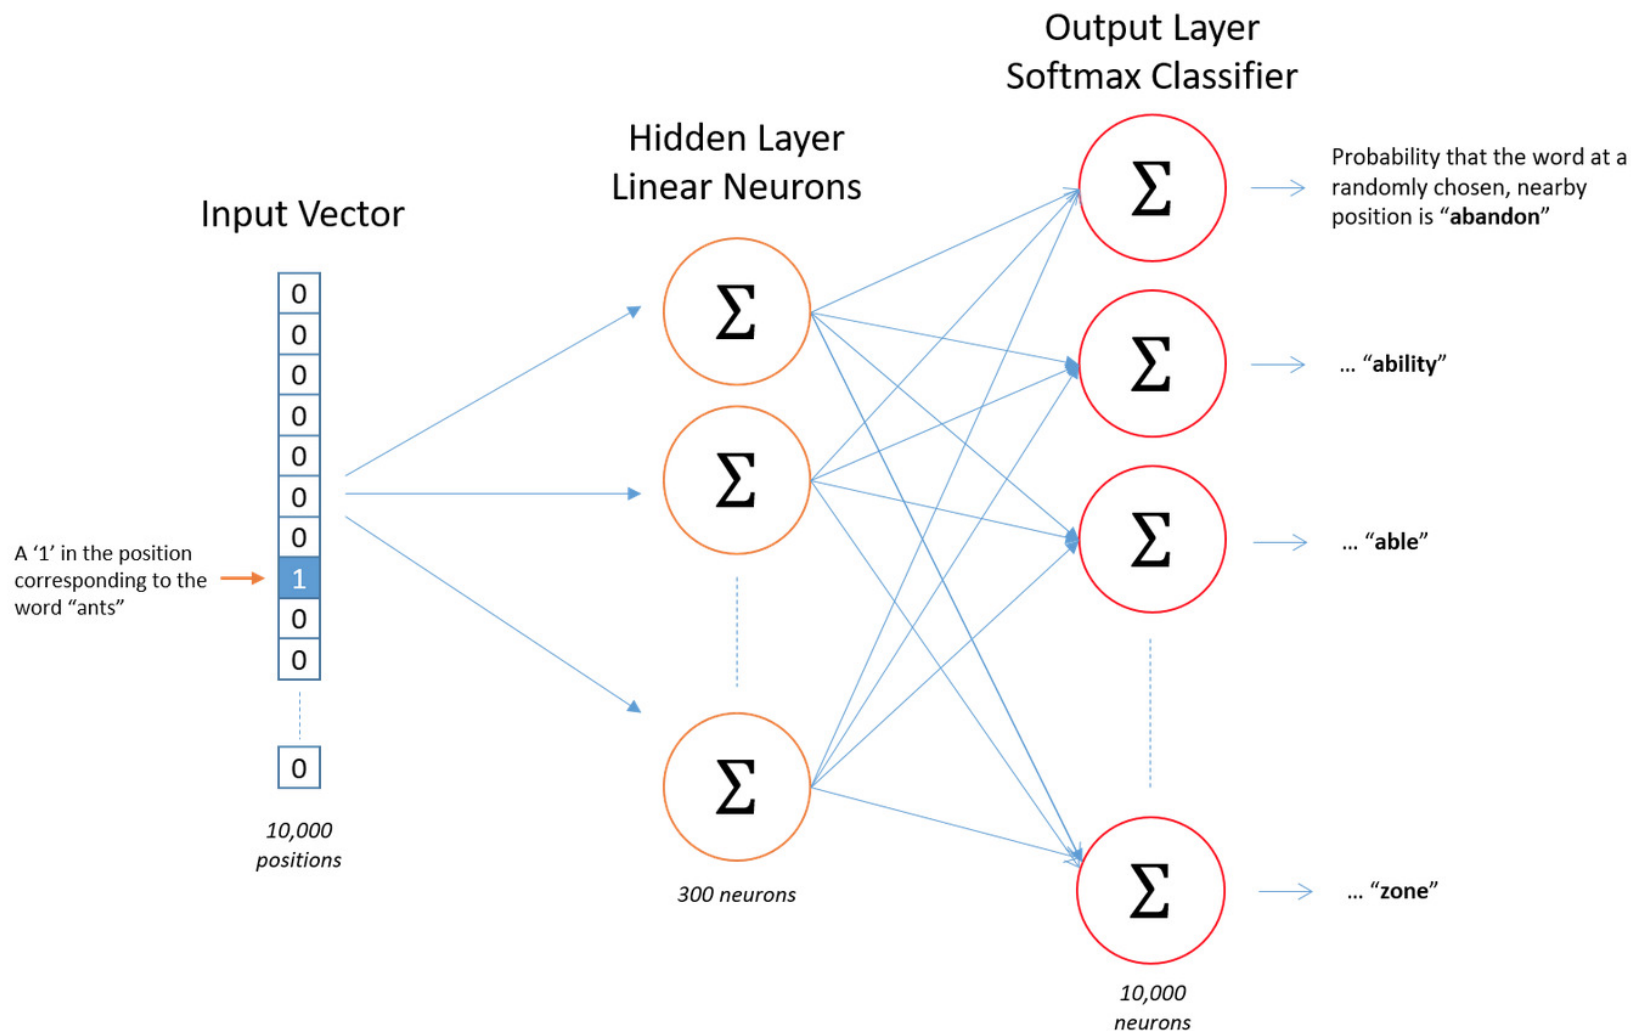 Output Layer
Softmax Classifier
Hidden Layer
Linear Neurons
Input Vector
0
0
0
0
0
0
0
1
0
0
0
A ‘1’ in the position
corresponding to the
word “ants”
10,000
positions
Σ
Σ
Σ
300 neurons
Σ
Σ
Σ
Σ
10,000
neurons
Probability that the word at a
randomly chosen, nearby
position is “abandon”
... “ability”
... “able”
... “zone”